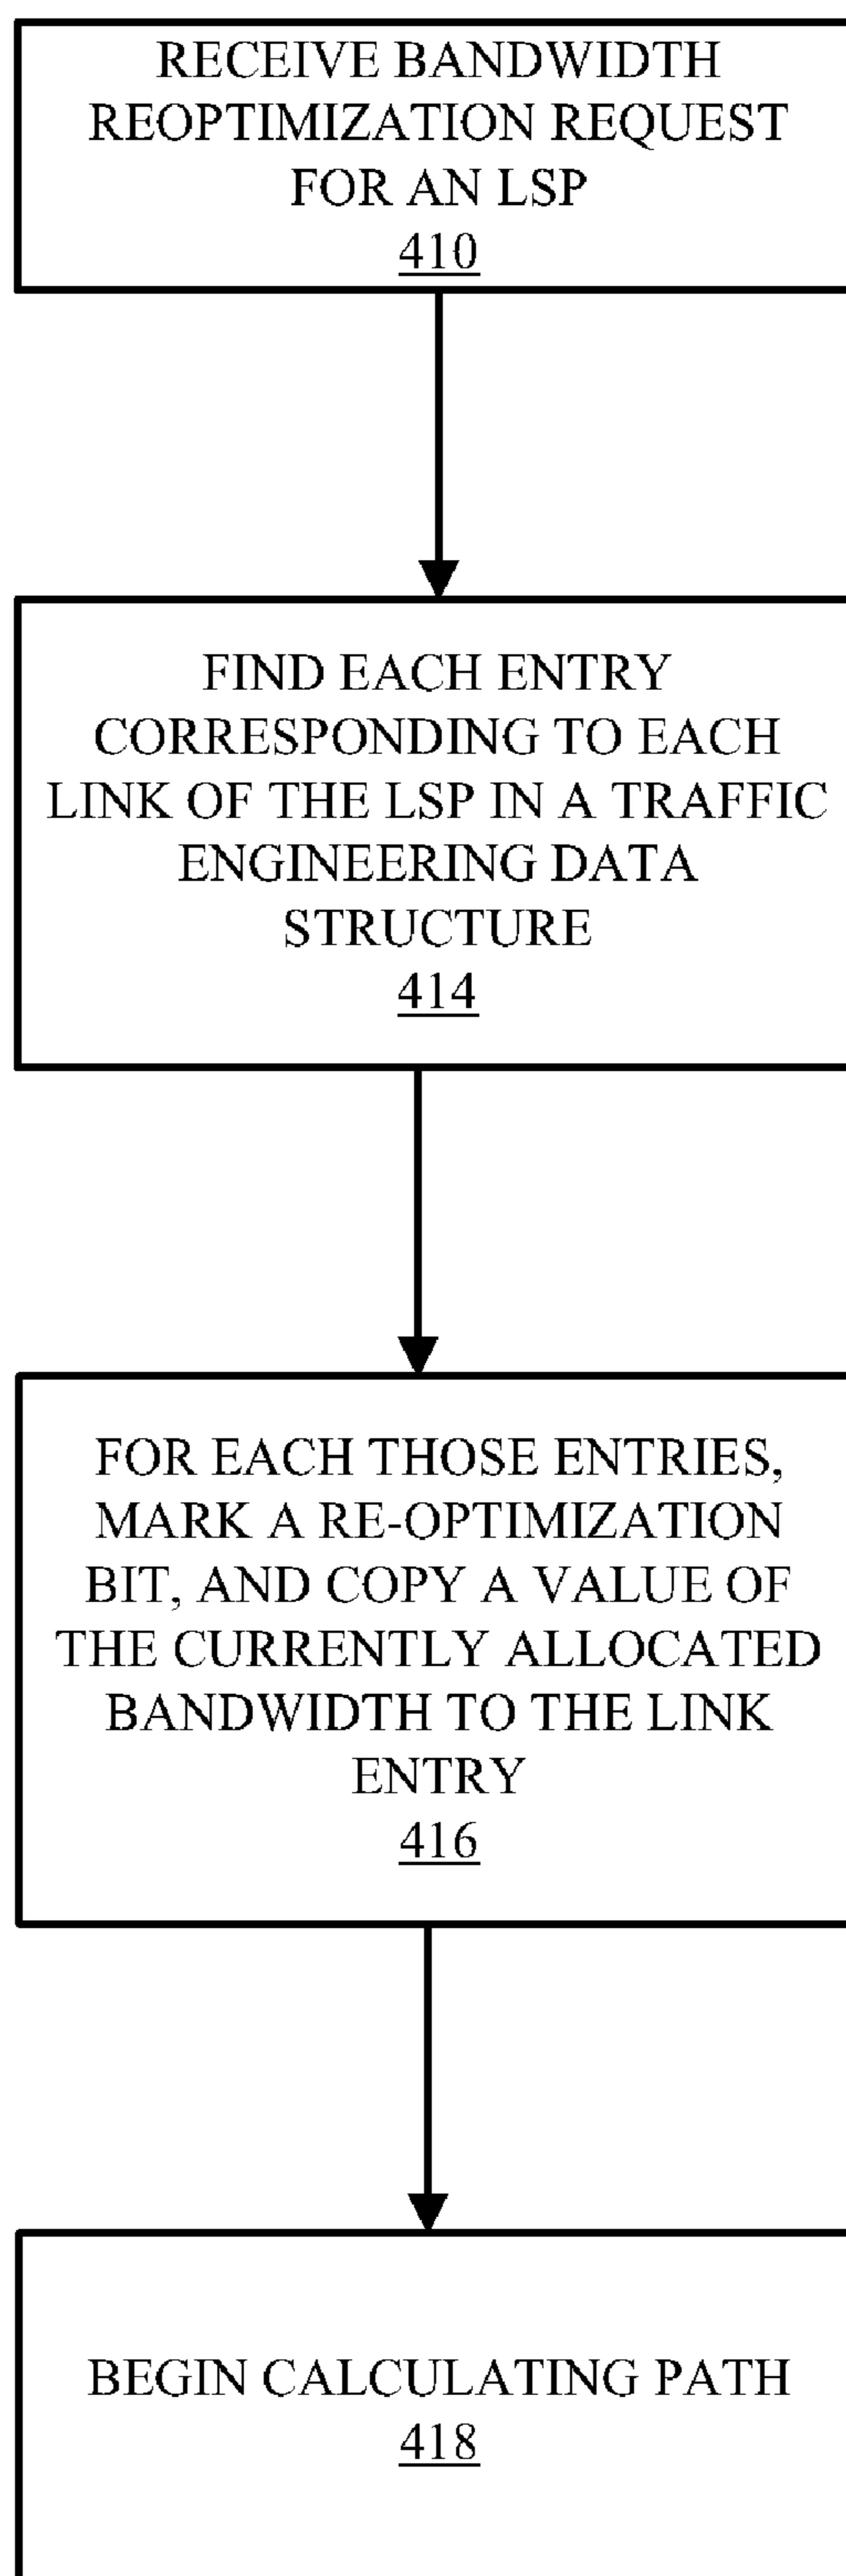 RECEIVE BANDWIDTH
REOPTIMIZATION REQUEST
FOR AN LSP
410
FIND EACH ENTRY
CORRESPONDING TO EACH
LINK OF THE LSP IN A TRAFFIC
ENGINEERING DATA
STRUCTURE
414
FOR EACH THOSE ENTRIES,
MARK A RE-OPTIMIZATION
BIT, AND COPY A VALUE OF
THE CURRENTLY ALLOCATED
BANDWIDTH TO THE LINK
ENTRY
416
BEGIN CALCULATING PATH
418